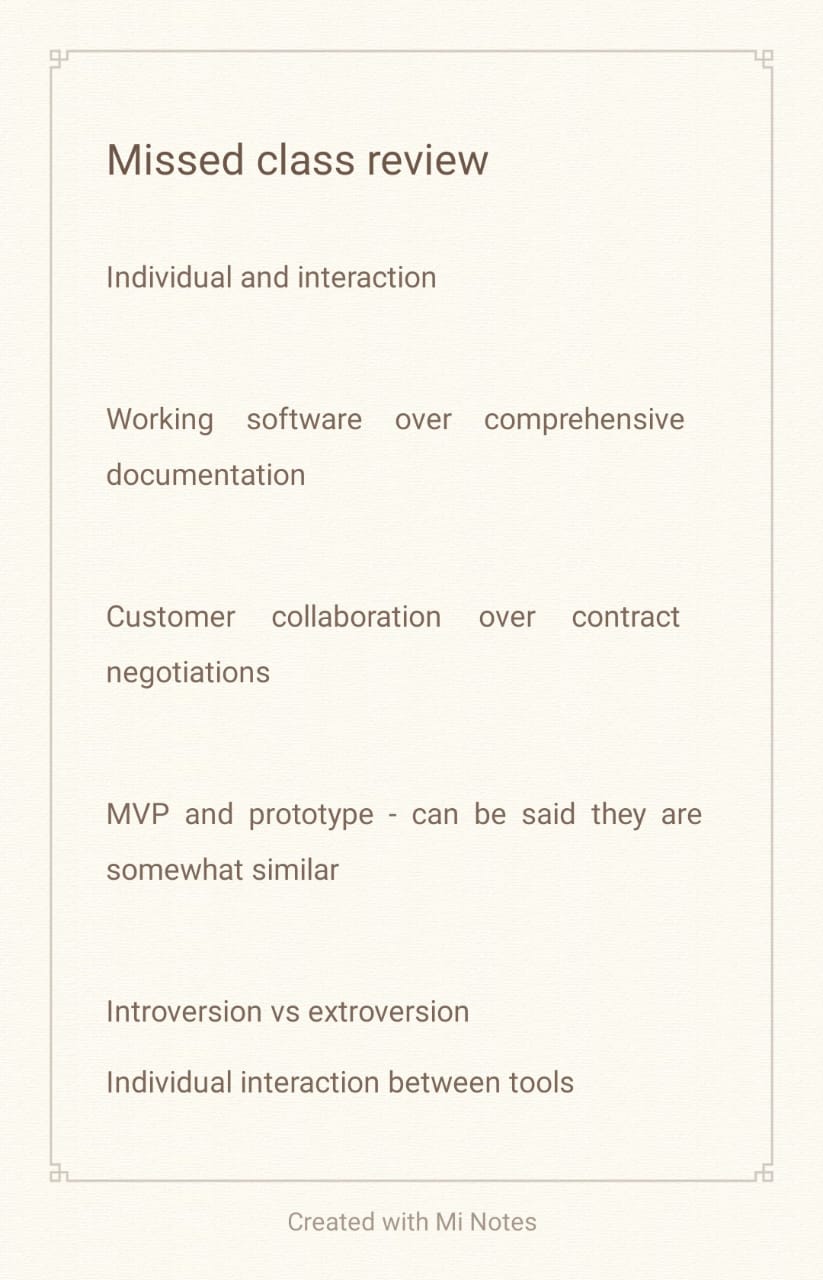 Missed class review
Individual and interaction
Working software over comprehensive
documentation
Customer collaboration over contract
negotiations
MVP and prototype - can be said they are
somewhat similar
Introversion vs extroversion
Individual interaction between tools
Created with Mi Notes